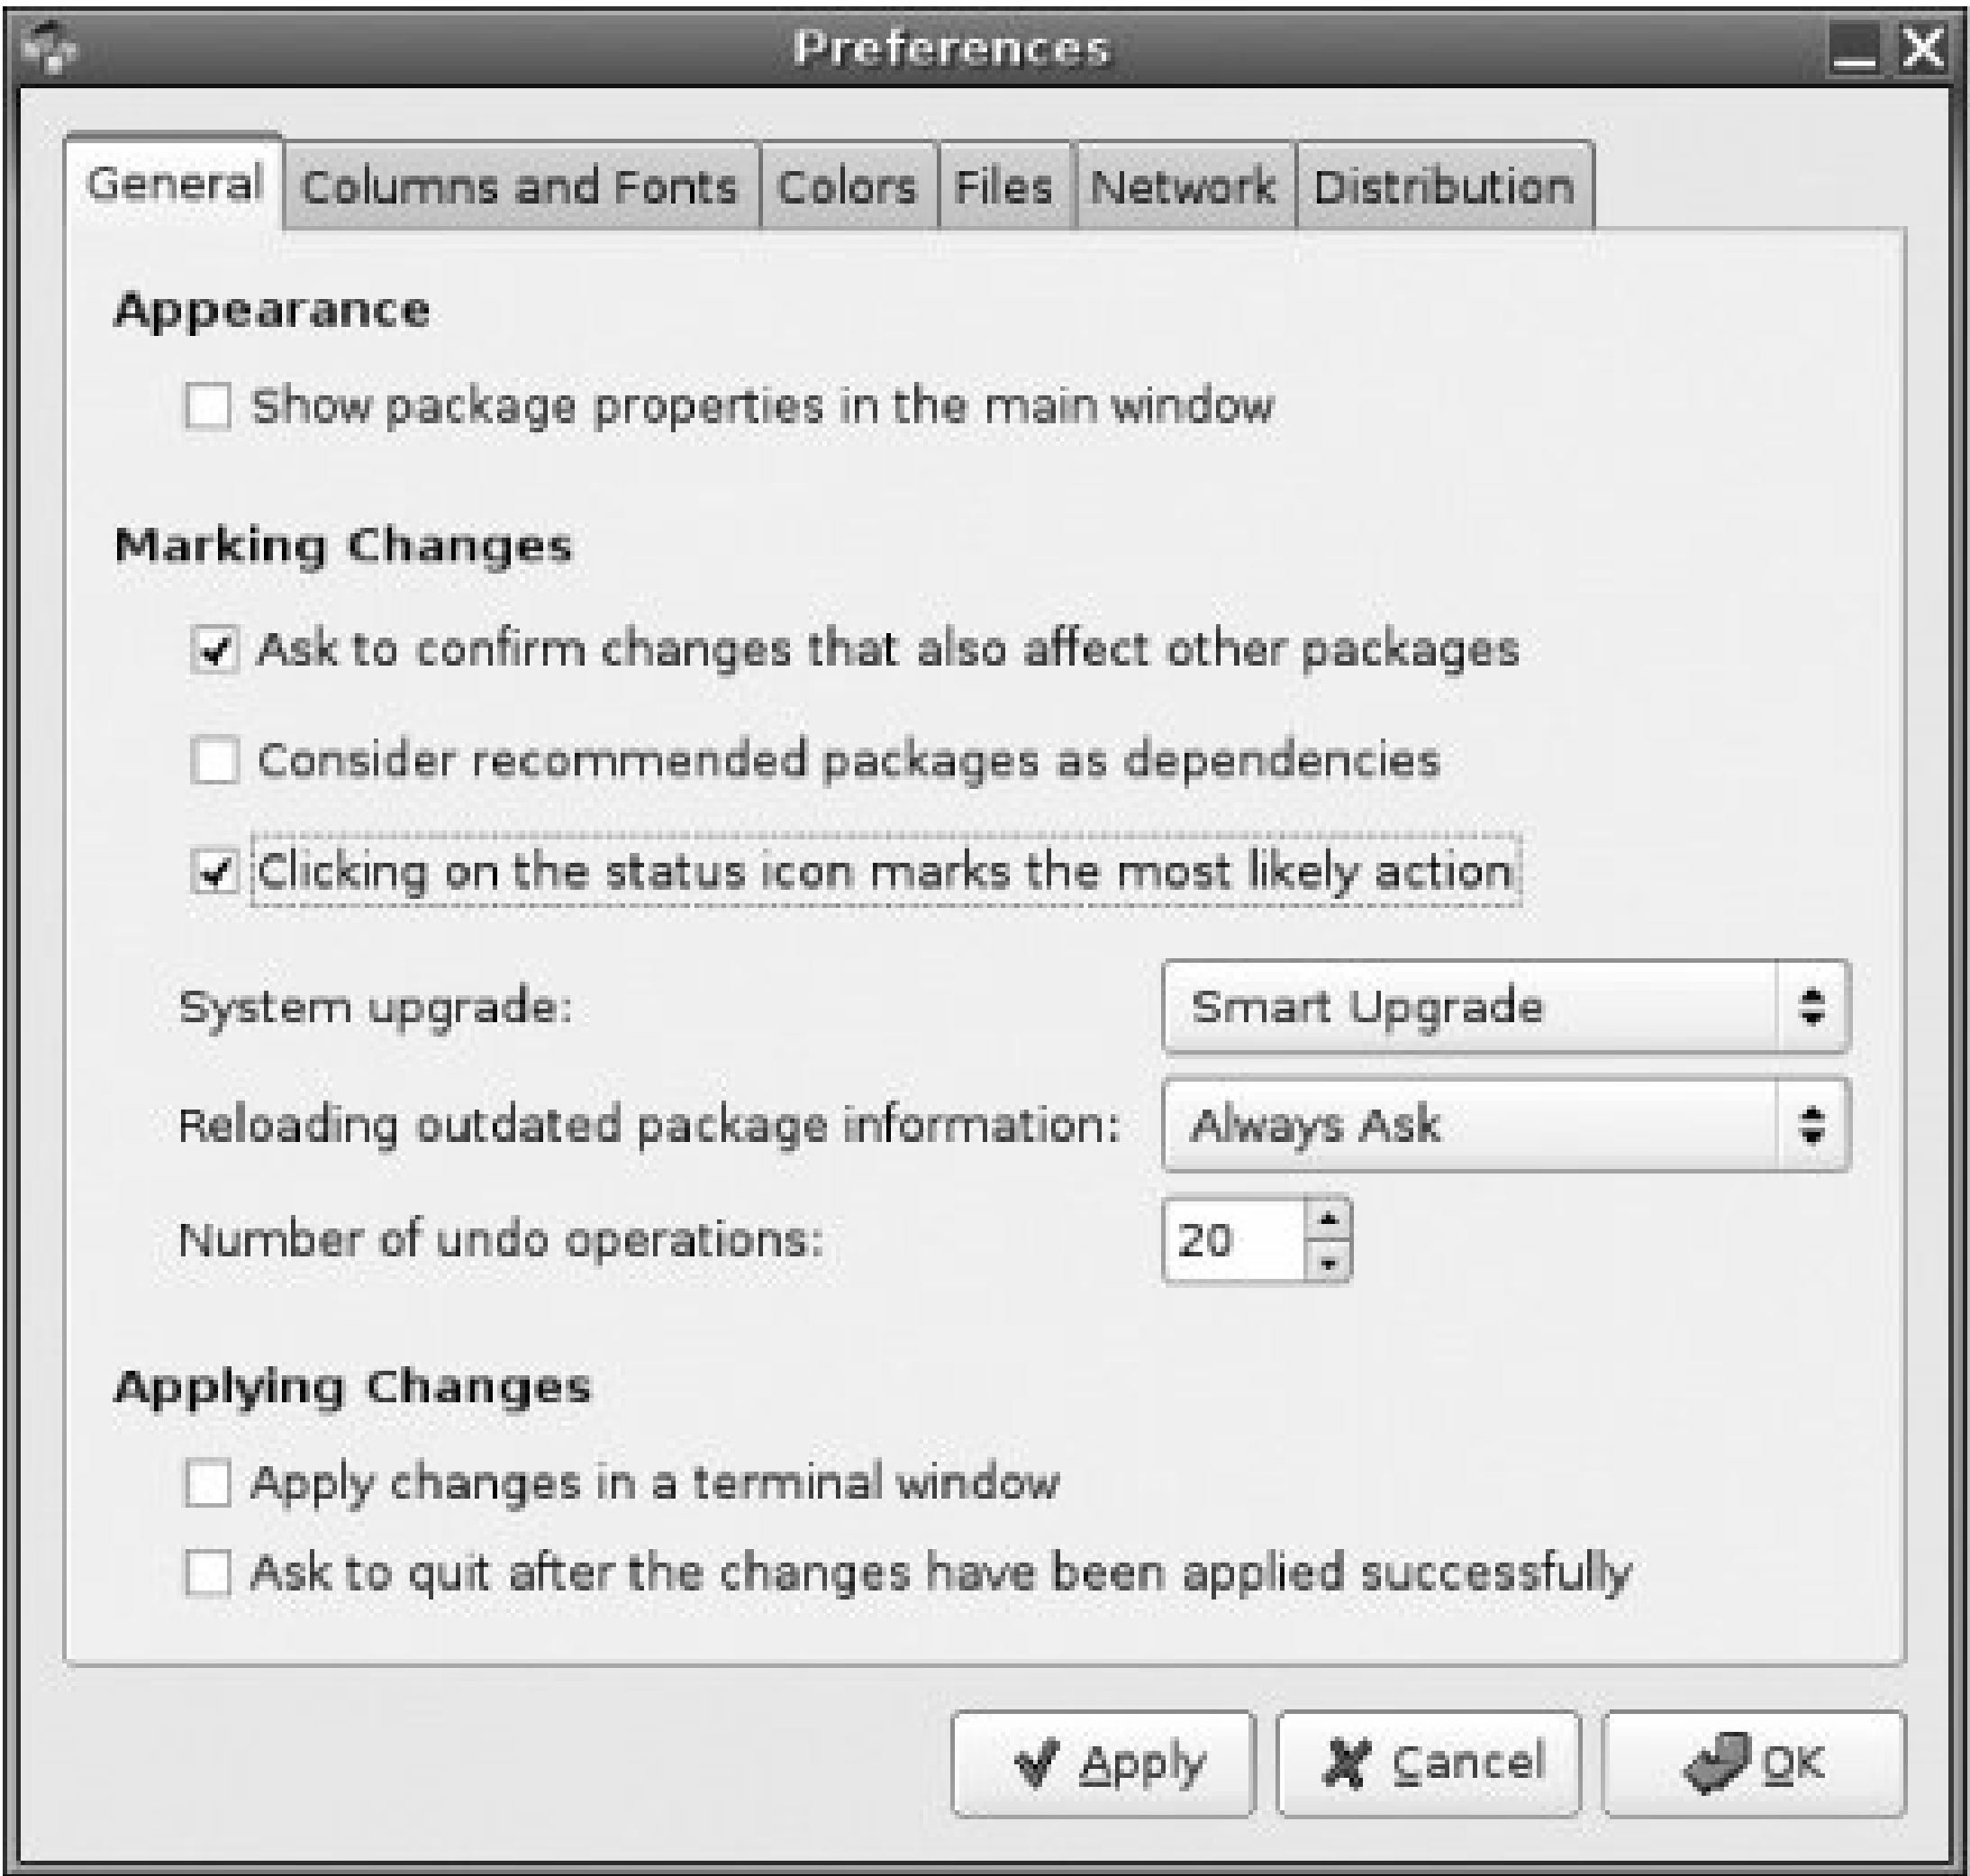 Preferences
General Columns and Fonts Colors Files Network Distribution
Appearance
Show package properties in the main window
Marking Changes
Ask to confirm changes that also affect other packages
Consider recommended packages as dependencies
Clicking on the status icon marks the most likely action
System upgrade: Smart Upgrade
Reloading outdated package information: Always Ask
Number of undo operations: 20
Applying Changes
Apply changes in a terminal window
Ask to quit after the changes have been applied successfully
Apply Cancel OK